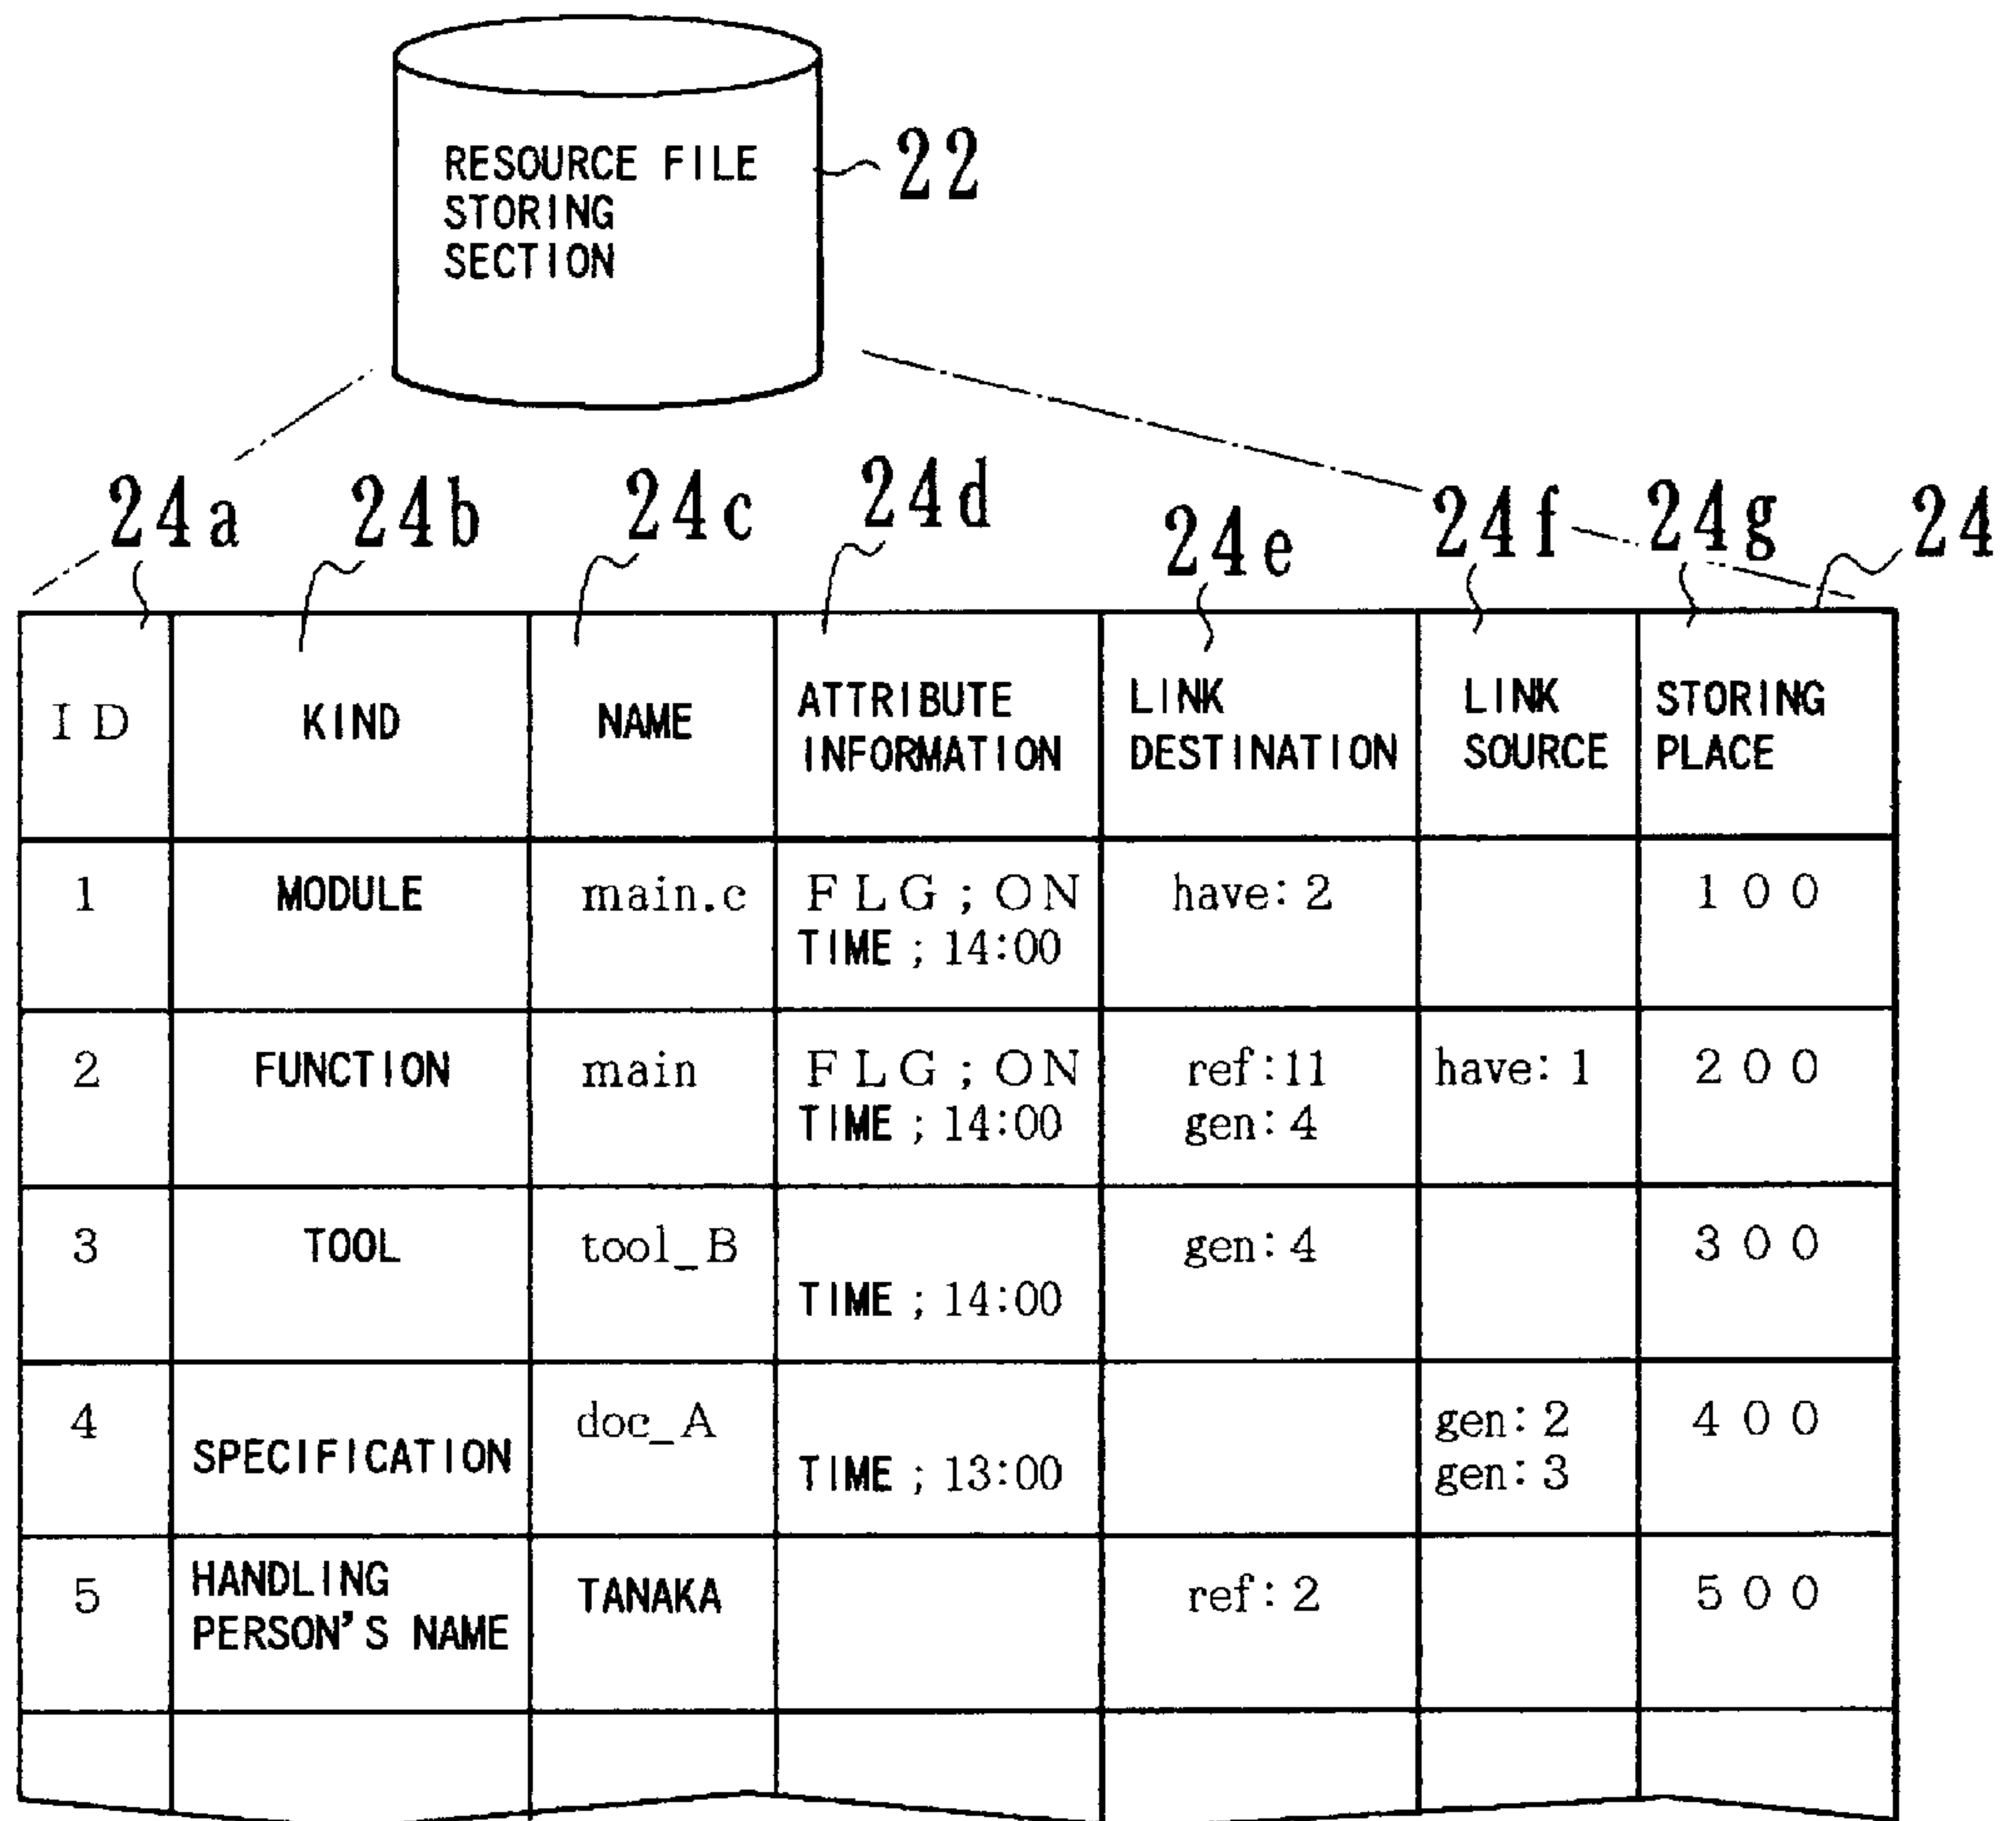 RESOURCE FILE
STORING
SECTION
22
24a 24b 24c 24d 24e 24f 24g 24
ID KIND NAME ATTRIBUTE INFORMATION LINK DESTINATION LINK SOURCE STORING PLACE
1 MODULE main.c FLG;ON have:2 100
TIME;14:00
2 FUNCTION main FLG;ON ref:11 have:1 200
TIME;14:00 gen:4
3 TOOL tool_B gen:4 300
TIME;14:00
4 doc_A gen:2 400
SPECIFICATION TIME;13:00 gen:3
5 HANDLING TANAKA ref:2 500
PERSON'S NAME